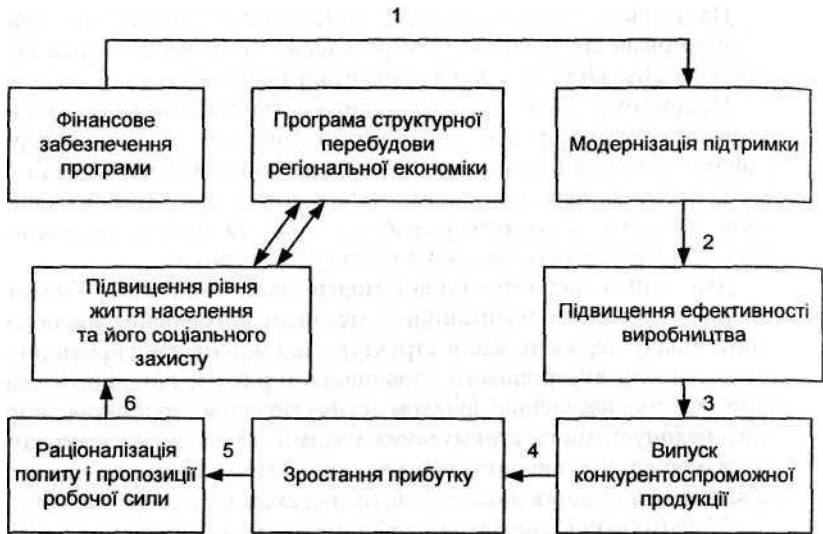 1
Фінансове
забезпечення
програми
Програма структурної
перебудови
регіональної економіки
Модернізація підтримки
2
Підвищення рівня
життя населення
та його соціального
захисту
Підвищення ефективності
виробництва
6
3
Раціоналізація
попиту і пропозиції
робочої сили
5
Зростання прибутку
4
Випуск
конкурентоспроможної
продукції